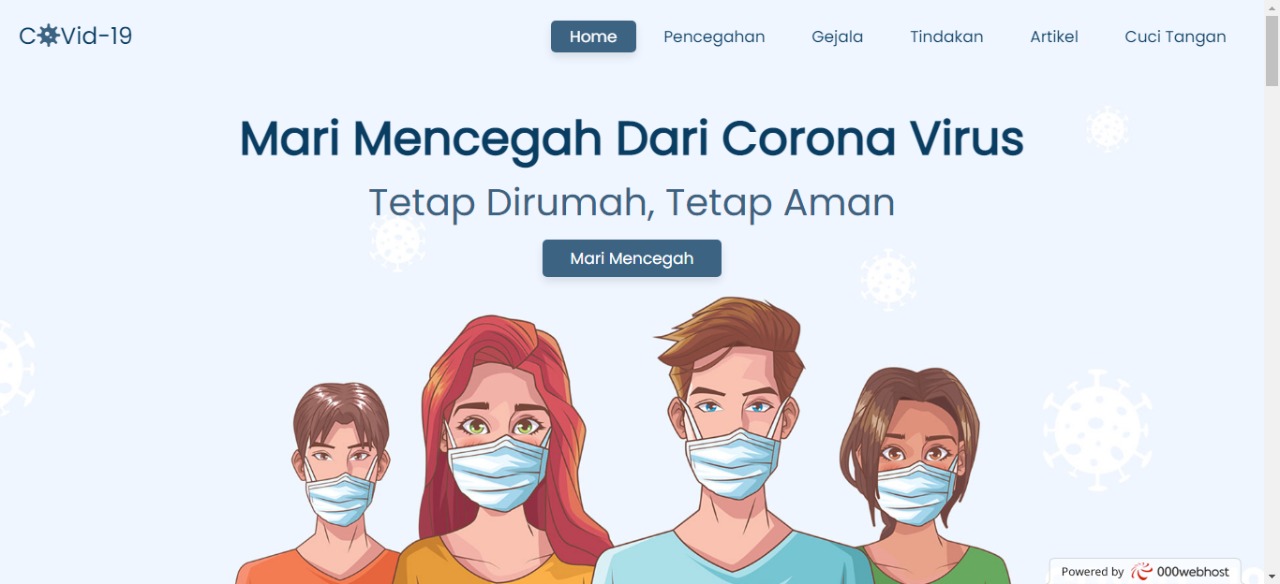 COVid-19
Home
Pencegahan
Gejala
Tindakan
Artikel
Cuci Tangan
Mari Mencegah Dari Corona Virus
Tetap Dirumah, Tetap Aman
Mari Mencegah
Powered by 000webhost